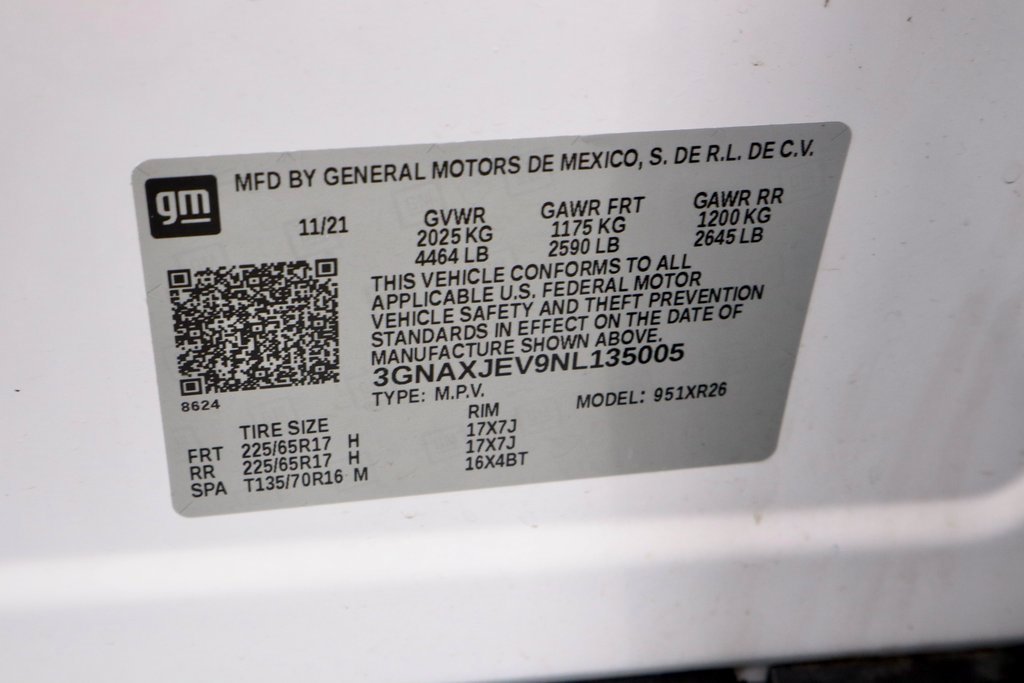 gm
MFD BY GENERAL MOTORS DE MEXICO, S. DE R.L. DE C.V.
11/21
GVWR
2025 KG
4464 LB
GAWR FRT
1175 KG
2590 LB
GAWR RR
1200 KG
2645 LB
THIS VEHICLE CONFORMS TO ALL
APPLICABLE U.S. FEDERAL MOTOR
VEHICLE SAFETY AND THEFT PREVENTION
STANDARDS IN EFFECT ON THE DATE OF
MANUFACTURE SHOWN ABOVE.
3GNAXJEV9NL135005
TYPE: M.P.V.
MODEL: 951XR26
8624
TIRE SIZE RIM
FRT 225/65R17 H 17X7J
RR 225/65R17 H 17X7J
SPA T135/70R16 M 16X4BT